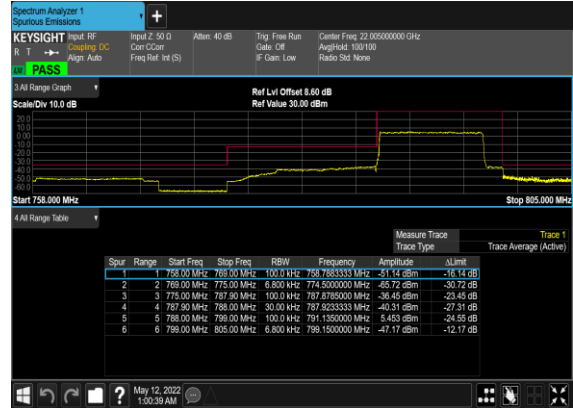 Spectrum Analyzer 1
Spurious Emissions
KEYSIGHT Input: RF Input Z: 50 Ω Atten: 40 dB Trig: Free Run Center Freq: 22.005000000 GHz
R T Coupling: DC Corr CCorr Gate: Off Avg|Hold: 100/100
Align: Auto Freq Ref: Int (S) IF Gain: Low Radio Std: None
PASS
3 All Range Graph
Ref Lvl Offset 8.60 dB
Scale/Div 10.0 dB Ref Value 30.00 dBm
20.0
10.0
0.00
-10.0
-20.0
-30.0
-40.0
-50.0
-60.0
Start 758.000 MHz Stop 805.000 MHz
4 All Range Table
Measure Trace Trace 1
Trace Type Trace Average (Active)
Spur Range Start Freq Stop Freq RBW Frequency Amplitude ΔLimit
1 1 758.00 MHz 769.00 MHz 100.0 kHz 758.7883333 MHz -51.14 dBm -16.14 dB
2 2 769.00 MHz 775.00 MHz 6.800 kHz 774.5000000 MHz -65.72 dBm -30.72 dB
3 3 775.00 MHz 787.90 MHz 100.0 kHz 787.8785000 MHz -36.45 dBm -23.45 dB
4 4 787.90 MHz 788.00 MHz 30.00 kHz 787.9233333 MHz -40.31 dBm -27.31 dB
5 5 788.00 MHz 799.00 MHz 100.0 kHz 791.1350000 MHz 5.453 dBm -24.55 dB
6 6 799.00 MHz 805.00 MHz 6.800 kHz 799.1500000 MHz -47.17 dBm -12.17 dB
? May 12, 2022
1:00:39 AM